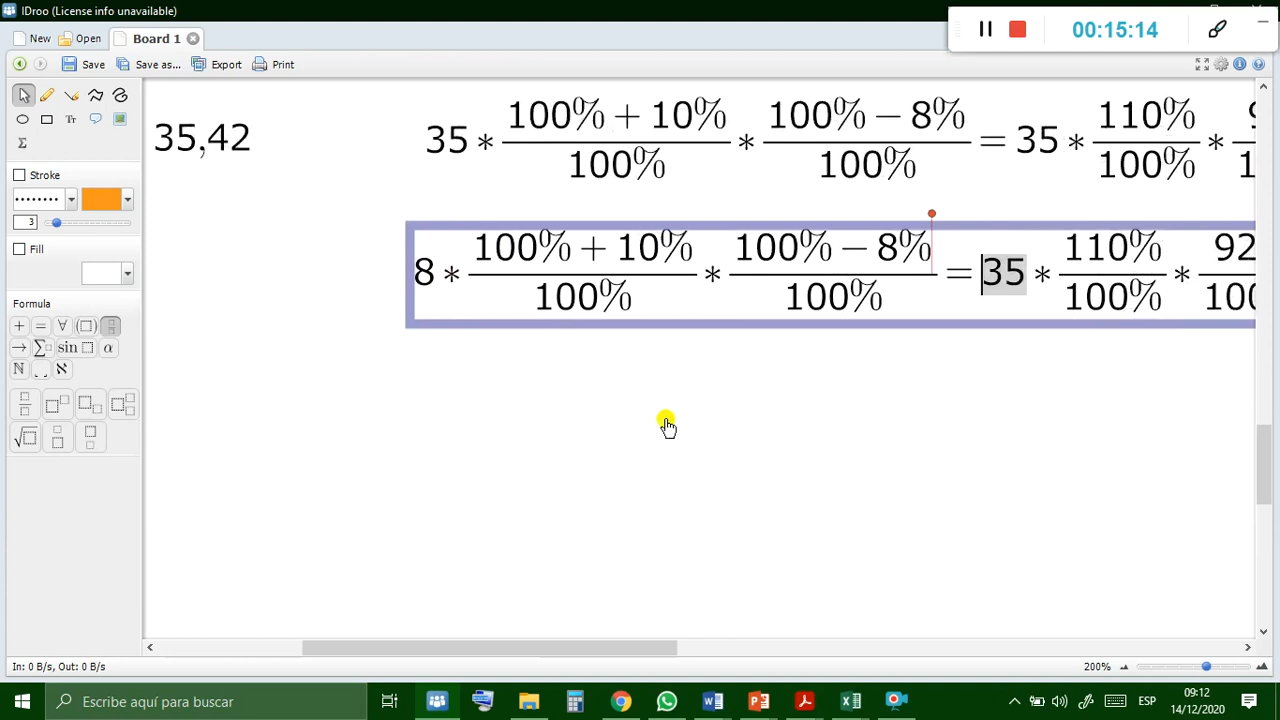 IDroo (License info unavailable)
00:15:14
New Open Board 1
Save Save as... Export Print
Stroke
3
Fill
Formula:
+ = ∀ (□)
→ ∑ sin □ α
ℕ ℵ
√
35,42
35 * (100% + 10%)/100% * (100% − 8%)/100% = 35 * 110%/100% *
8 * (100% + 10%)/100% * (100% − 8%)/100% = 35 * 110%/100% * 92
In: 0 B/s, Out: 0 B/s
200%
Escribe aquí para buscar
ESP
09:12
14/12/2020